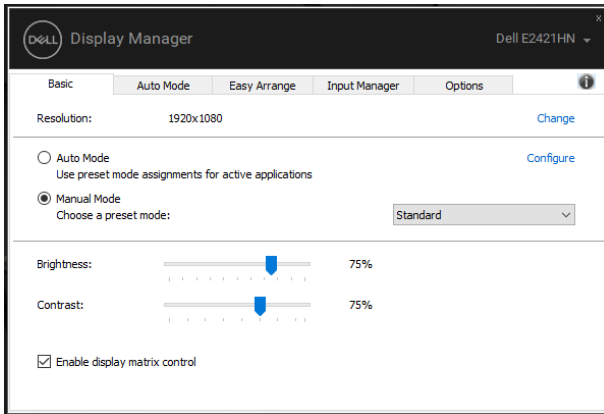 DELL Display Manager
Dell E2421HN
x
Basic Auto Mode Easy Arrange Input Manager Options i
Resolution: 1920x1080 Change
Auto Mode Configure
Use preset mode assignments for active applications
Manual Mode
Choose a preset mode: Standard
Brightness: 75%
Contrast: 75%
Enable display matrix control